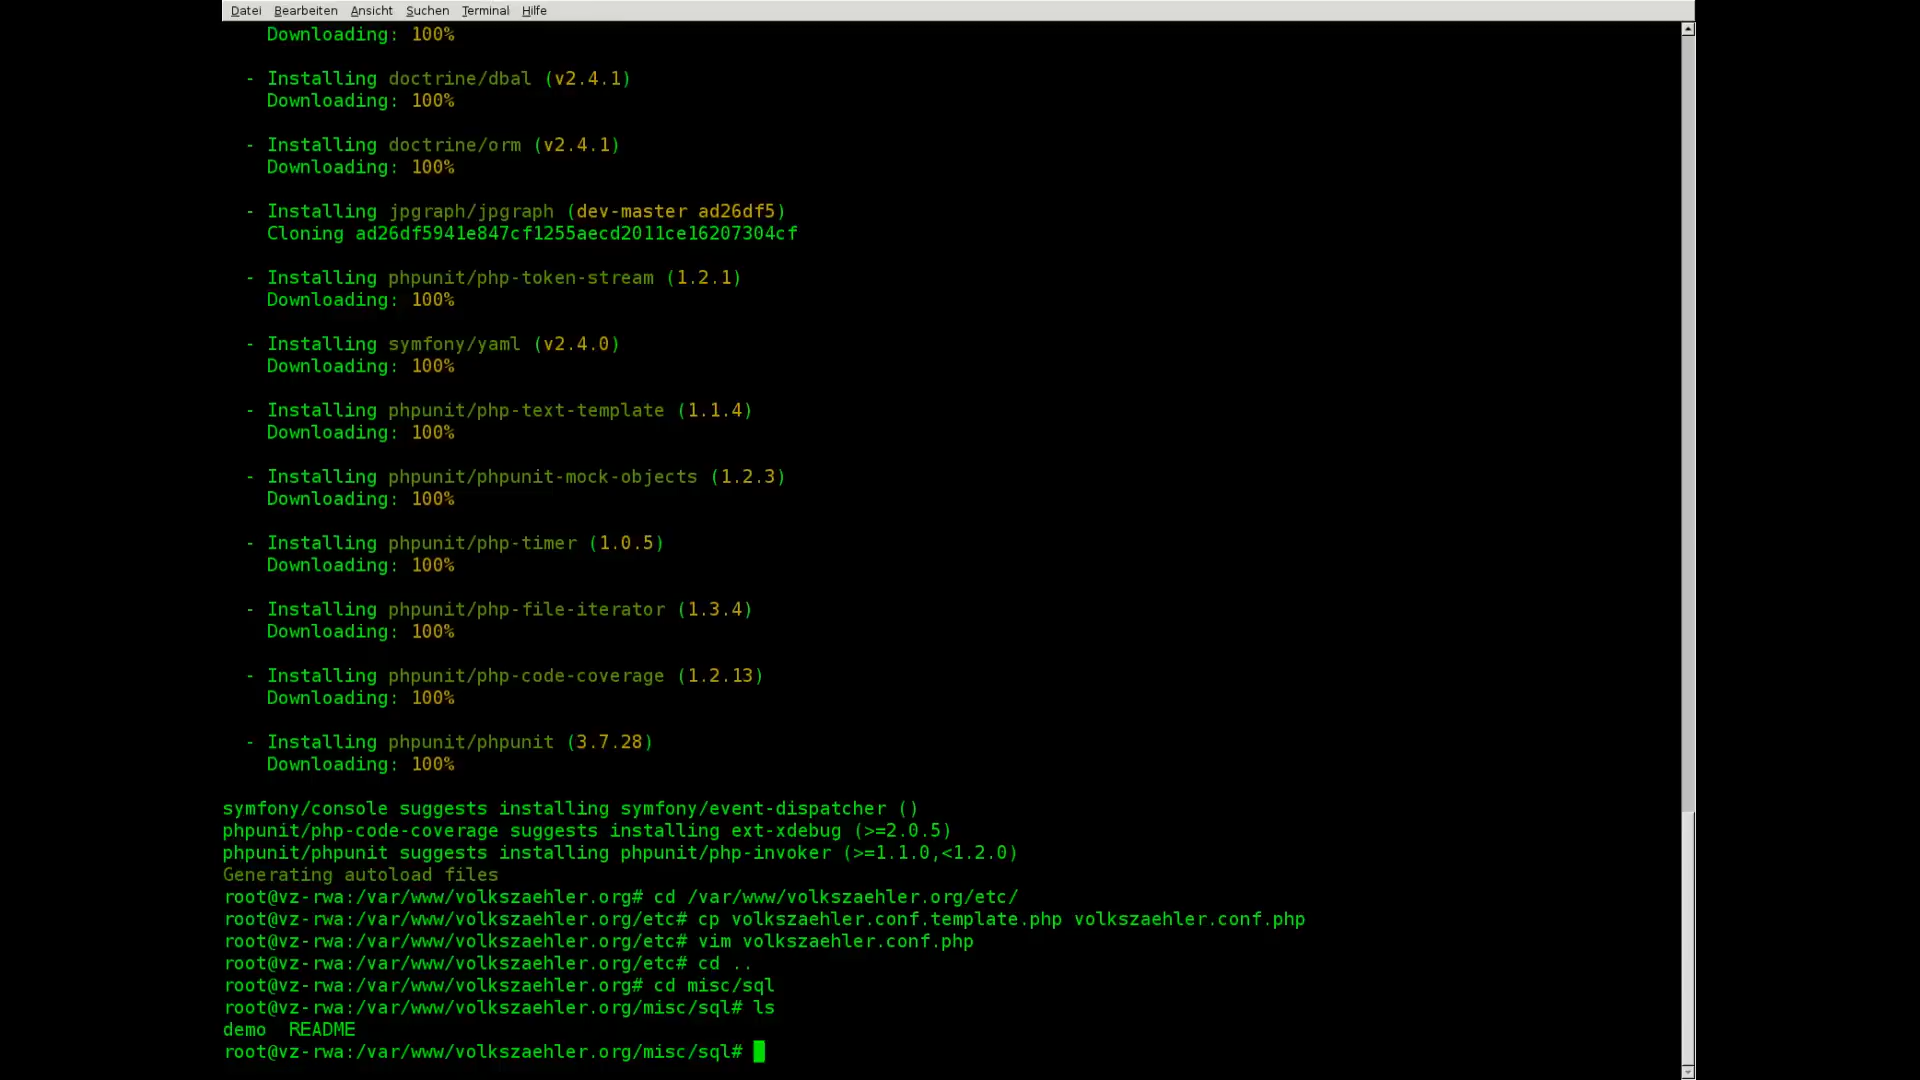 Datei Bearbeiten Ansicht Suchen Terminal Hilfe
Downloading: 100%
- Installing doctrine/dbal (v2.4.1)
Downloading: 100%
- Installing doctrine/orm (v2.4.1)
Downloading: 100%
- Installing jpgraph/jpgraph (dev-master ad26df5)
Cloning ad26df5941e847cf1255aecd2011ce16207304cf
- Installing phpunit/php-token-stream (1.2.1)
Downloading: 100%
- Installing symfony/yaml (v2.4.0)
Downloading: 100%
- Installing phpunit/php-text-template (1.1.4)
Downloading: 100%
- Installing phpunit/phpunit-mock-objects (1.2.3)
Downloading: 100%
- Installing phpunit/php-timer (1.0.5)
Downloading: 100%
- Installing phpunit/php-file-iterator (1.3.4)
Downloading: 100%
- Installing phpunit/php-code-coverage (1.2.13)
Downloading: 100%
- Installing phpunit/phpunit (3.7.28)
Downloading: 100%
symfony/console suggests installing symfony/event-dispatcher ()
phpunit/php-code-coverage suggests installing ext-xdebug (>=2.0.5)
phpunit/phpunit suggests installing phpunit/php-invoker (>=1.1.0,<1.2.0)
Generating autoload files
root@vz-rwa:/var/www/volkszaehler.org# cd /var/www/volkszaehler.org/etc/
root@vz-rwa:/var/www/volkszaehler.org/etc# cp volkszaehler.conf.template.php volkszaehler.conf.php
root@vz-rwa:/var/www/volkszaehler.org/etc# vim volkszaehler.conf.php
root@vz-rwa:/var/www/volkszaehler.org/etc# cd ..
root@vz-rwa:/var/www/volkszaehler.org# cd misc/sql
root@vz-rwa:/var/www/volkszaehler.org/misc/sql# ls
demo README
root@vz-rwa:/var/www/volkszaehler.org/misc/sql#